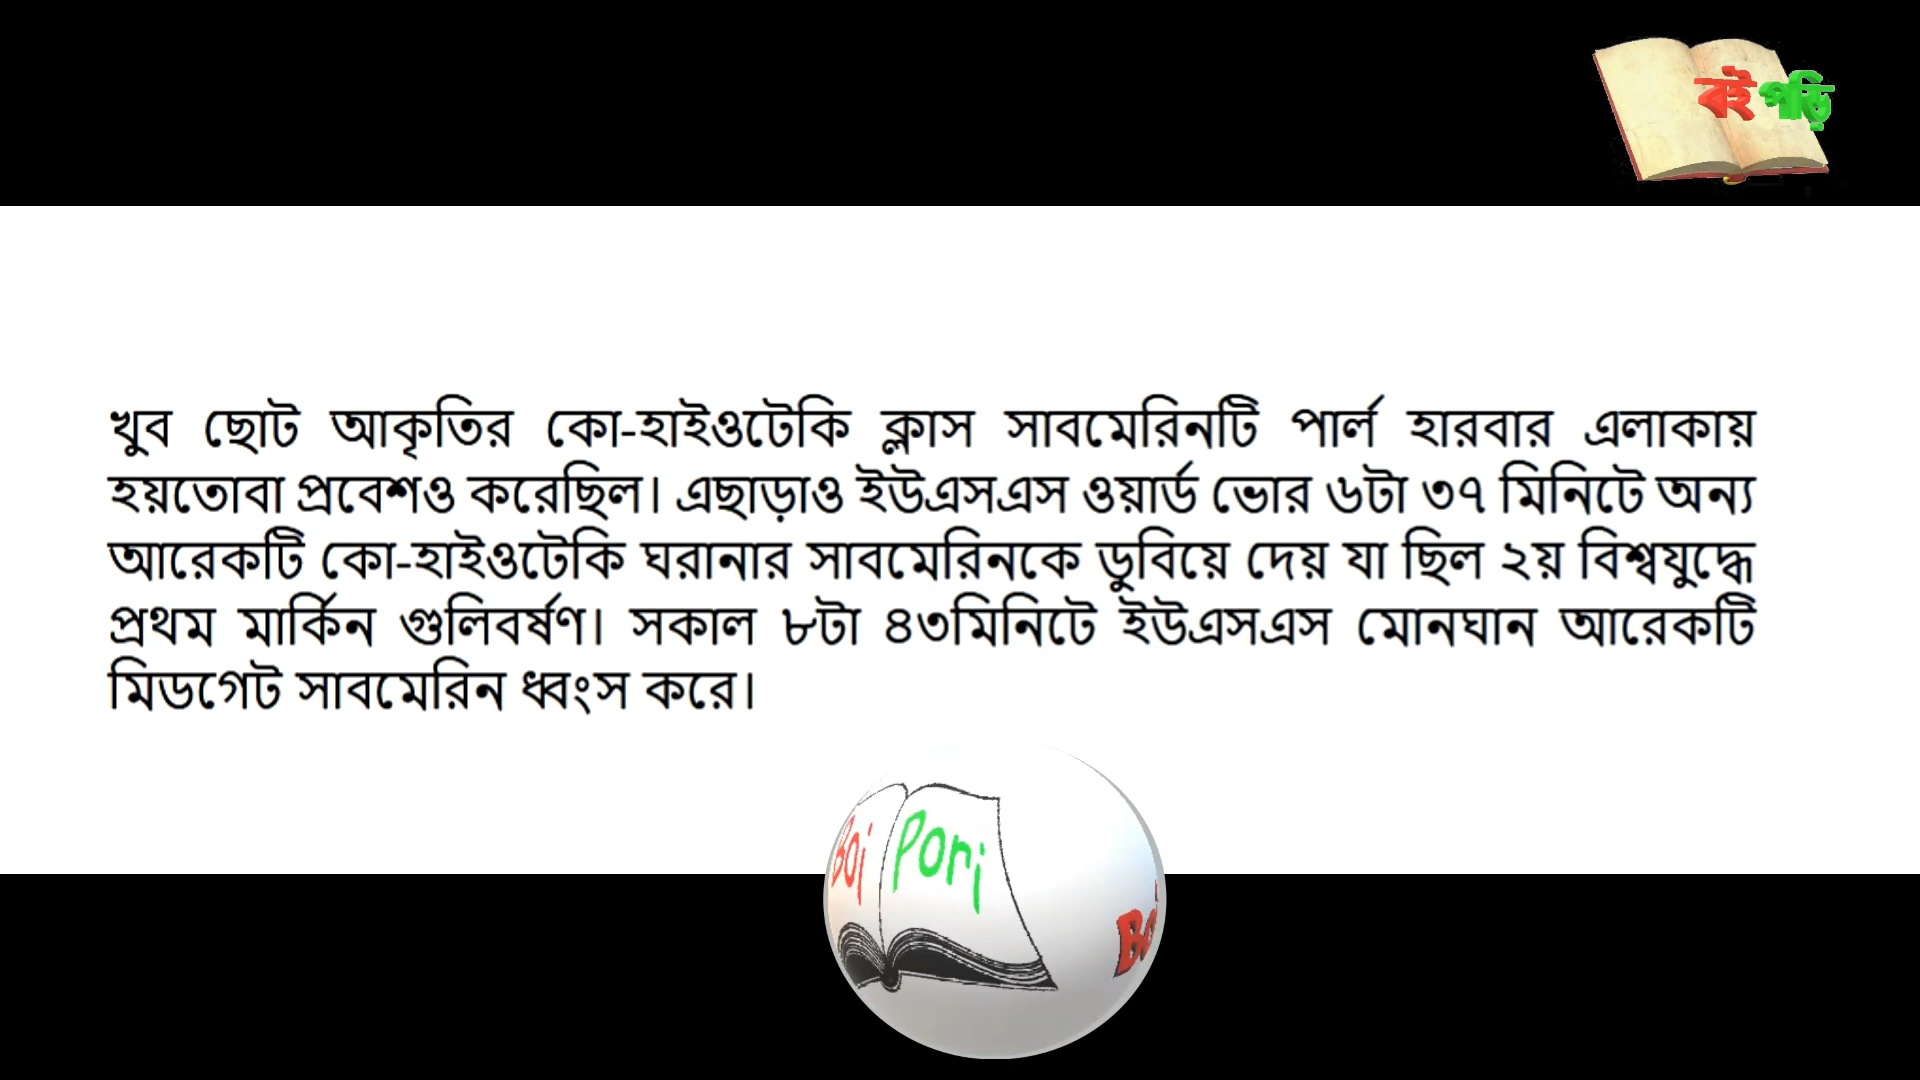 বই পড়ি
খুব ছোট আকৃতির কো-হাইওটেকি ক্লাস সাবমেরিনটি পার্ল হারবার এলাকায়
হয়তোবা প্রবেশও করেছিল। এছাড়াও ইউএসএস ওয়ার্ড ভোর ৬টা ৩৭ মিনিটে অন্য
আরেকটি কো-হাইওটেকি ঘরানার সাবমেরিনকে ডুবিয়ে দেয় যা ছিল ২য় বিশ্বযুদ্ধে
প্রথম মার্কিন গুলিবর্ষণ। সকাল ৮টা ৪৩মিনিটে ইউএসএস মোনঘান আরেকটি
মিডগেট সাবমেরিন ধ্বংস করে।
Boi Pori